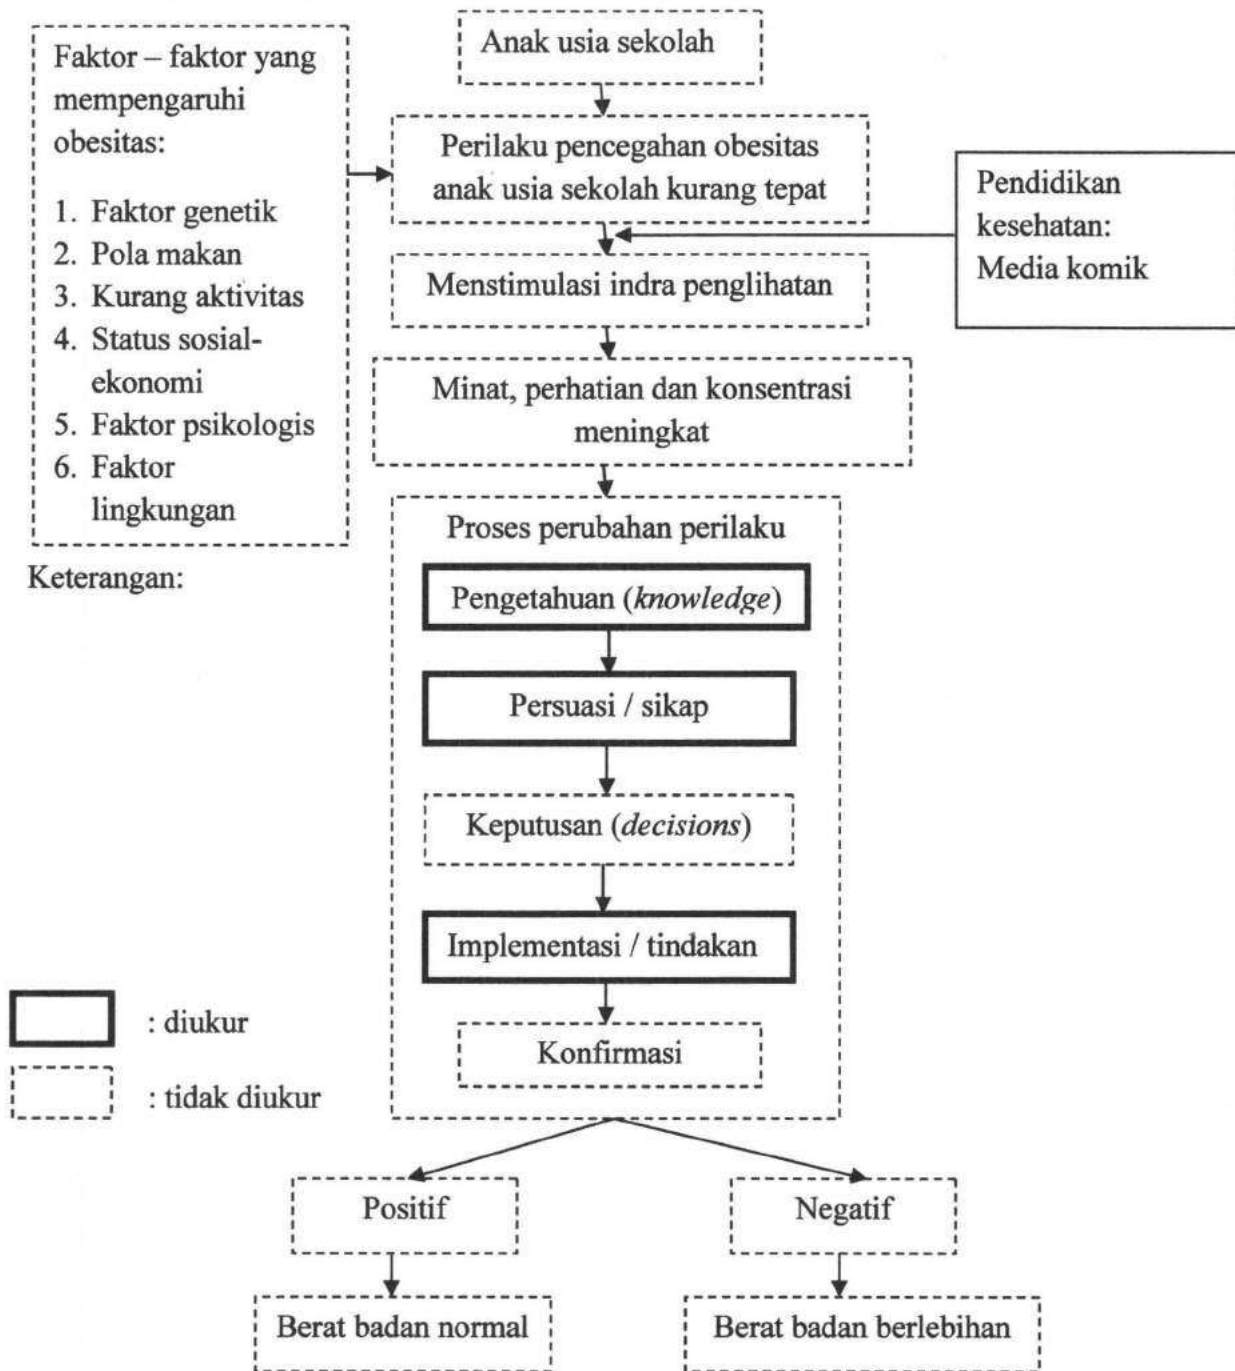 Faktor – faktor yang
mempengaruhi
obesitas:
1. Faktor genetik
2. Pola makan
3. Kurang aktivitas
4. Status sosial-
ekonomi
5. Faktor psikologis
6. Faktor
lingkungan
Anak usia sekolah
Perilaku pencegahan obesitas
anak usia sekolah kurang tepat
Pendidikan
kesehatan:
Media komik
Menstimulasi indra penglihatan
Minat, perhatian dan konsentrasi
meningkat
Proses perubahan perilaku
Pengetahuan (knowledge)
Persuasi / sikap
Keputusan (decisions)
Implementasi / tindakan
Konfirmasi
Keterangan:
: diukur
: tidak diukur
Positif
Negatif
Berat badan normal
Berat badan berlebihan